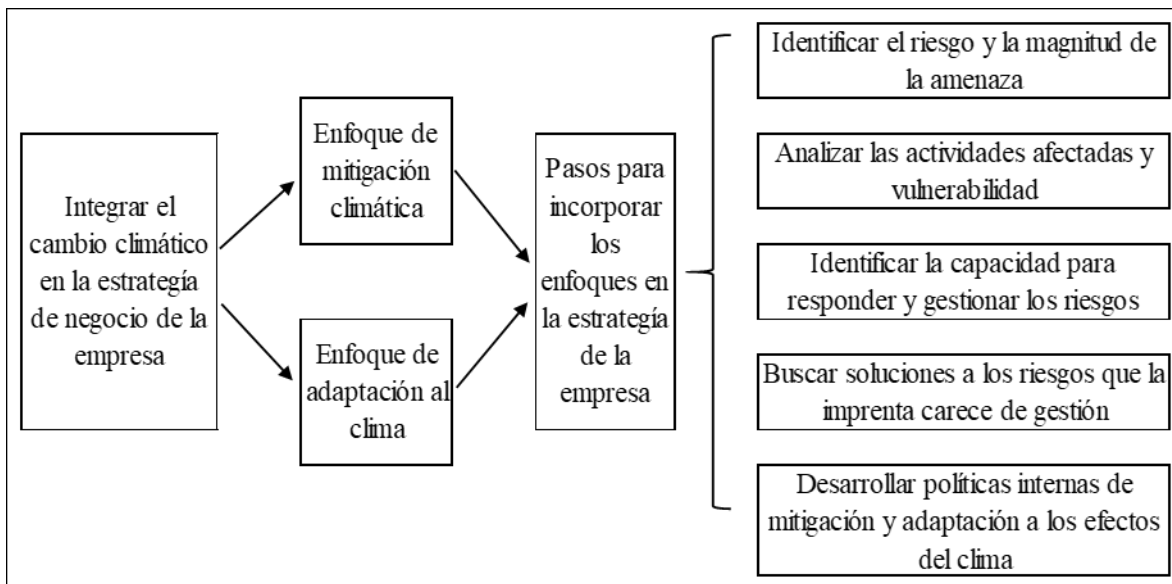 Integrar el
cambio climático
en la estrategía
de negocio de la
empresa
Enfoque de
mitigación
climática
Enfoque de
adaptación al
clima
Pasos para
incorporar
los
enfoques en
la estrategía
de la
empresa
Identificar el riesgo y la magnitud de
la amenaza
Analizar las actividades afectadas y
vulnerabilidad
Identificar la capacidad para
responder y gestionar los riesgos
Buscar soluciones a los riesgos que la
imprenta carece de gestión
Desarrollar políticas internas de
mitigación y adaptación a los efectos
del clima